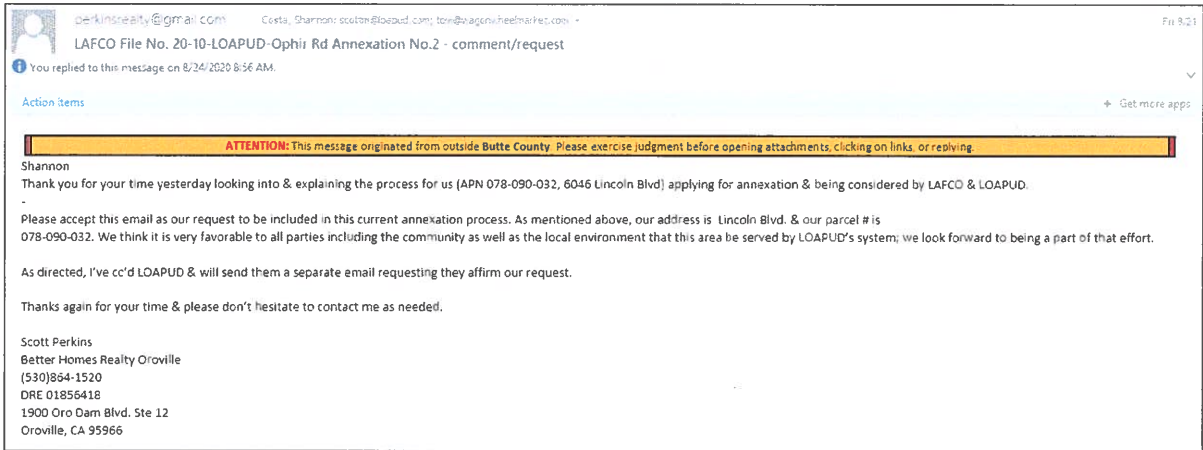 perkinsrealty@gmail.com Costa, Shannon;
LAFCO File No. 20-10-LOAPUD-Ophir Rd Annexation No.2 - comment/request
You replied to this message on 8/24/2020 8:56 AM.
Action Items + Get more apps
ATTENTION: This message originated from outside Butte County. Please exercise judgment before opening attachments, clicking on links, or replying.
Shannon
Thank you for your time yesterday looking into & explaining the process for us (APN 078-090-032, 6046 Lincoln Blvd) applying for annexation & being considered by LAFCO & LOAPUD.
-
Please accept this email as our request to be included in this current annexation process. As mentioned above, our address is Lincoln Blvd. & our parcel # is
078-090-032. We think it is very favorable to all parties including the community as well as the local environment that this area be served by LOAPUD's system; we look forward to being a part of that effort.
As directed, I've cc'd LOAPUD & will send them a separate email requesting they affirm our request.
Thanks again for your time & please don't hesitate to contact me as needed.
Scott Perkins
Better Homes Realty Oroville
(530)864-1520
DRE 01856418
1900 Oro Dam Blvd. Ste 12
Oroville, CA 95966